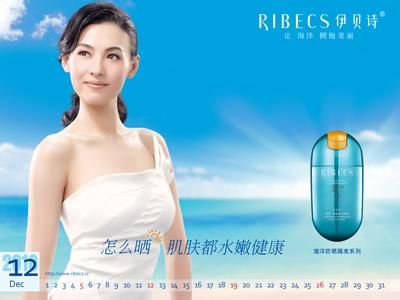 RIBECS 伊贝诗®
让 海洋 拥抱美丽
RIBECS
怎么晒 肌肤都水嫩健康
海洋防晒隔离系列
2012
12
Dec
http://www.ribecs.cc
1 2 3 4 5 6 7 8 9 10 11 12 13 14 15 16 17 18 19 20 21 22 23 24 25 26 27 28 29 30 31